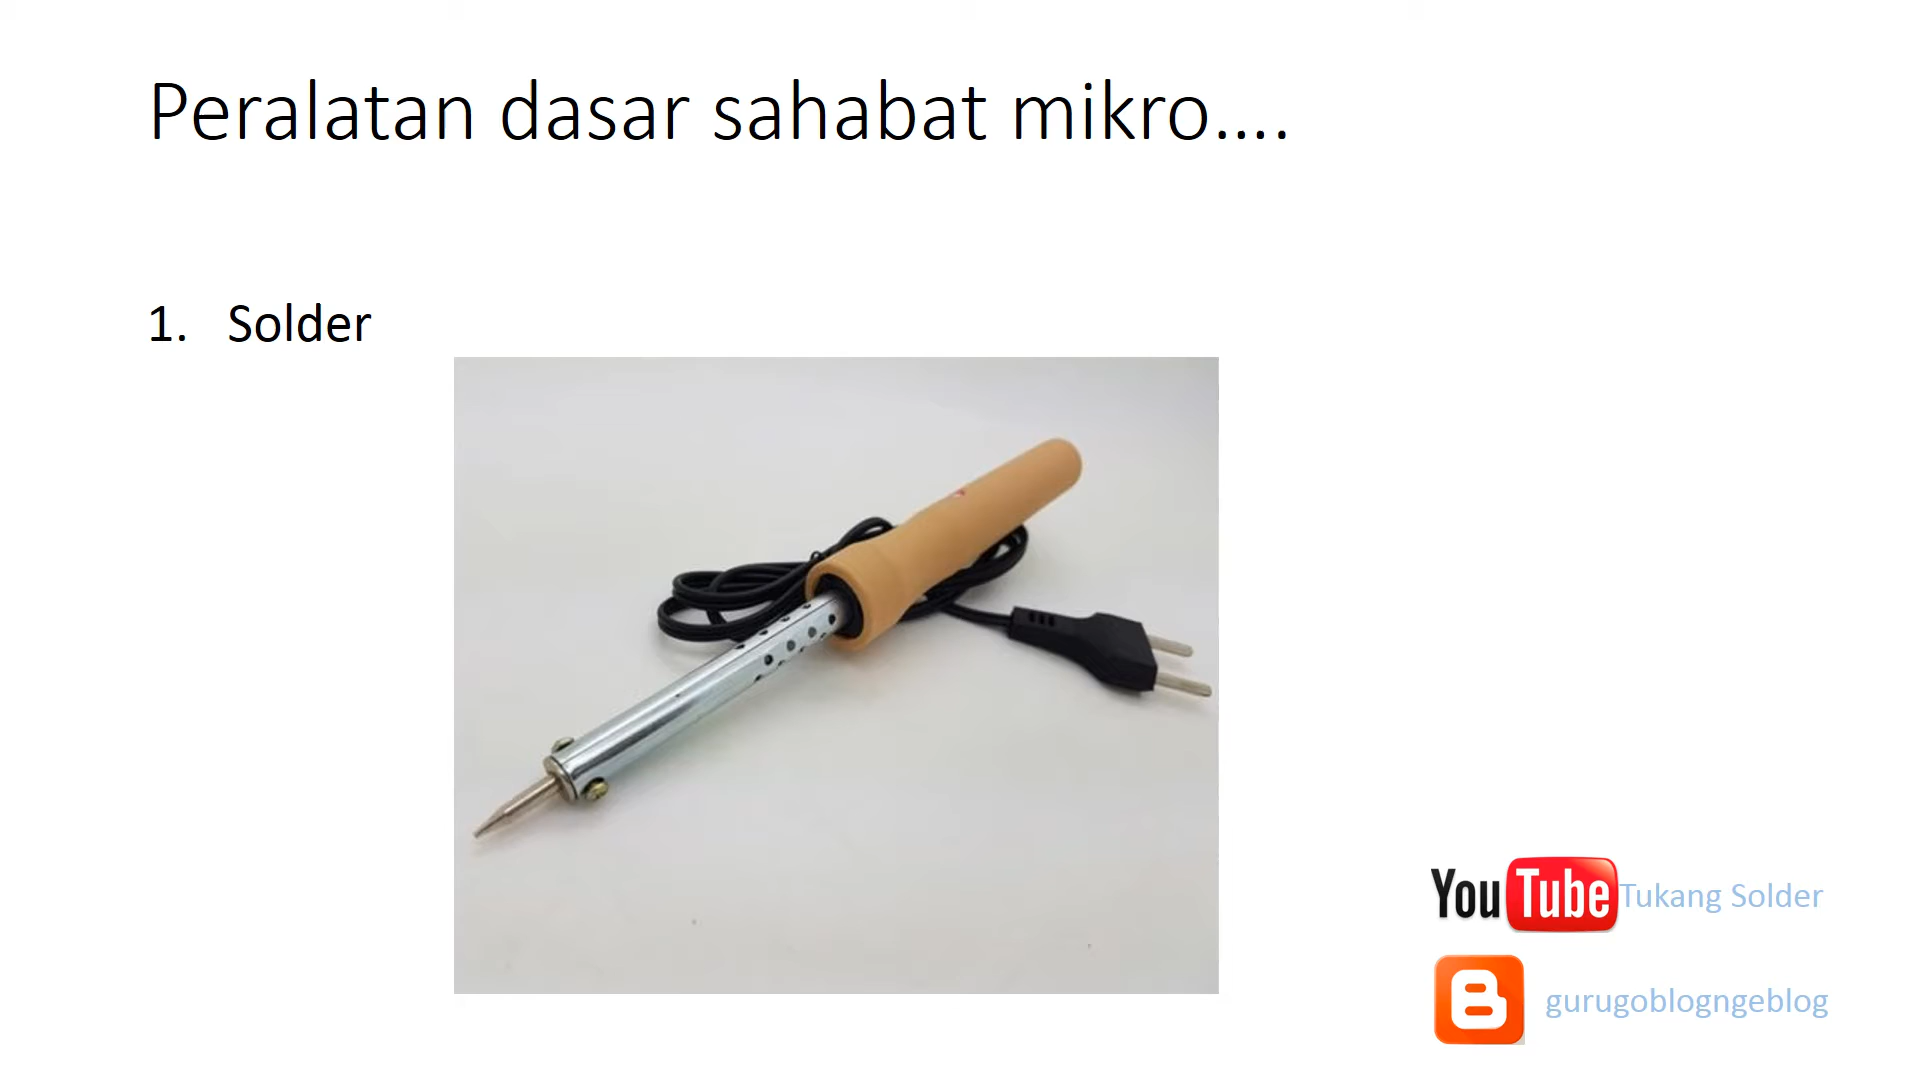 Peralatan dasar sahabat mikro....
1. Solder
YouTube Tukang Solder
gurugoblogngeblog